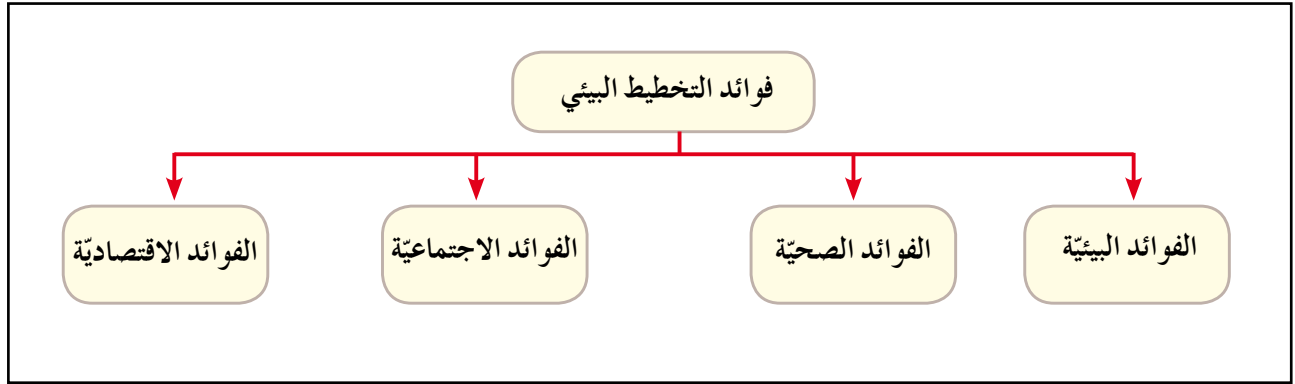 فوائد التخطيط البيئي
الفوائد البيئيّة
الفوائد الصحيّة
الفوائد الاجتماعيّة
الفوائد الاقتصاديّة